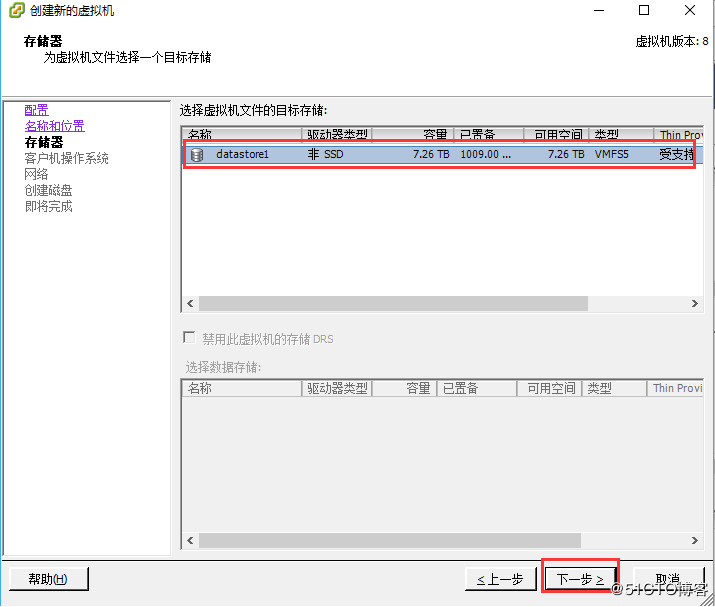 创建新的虚拟机
存储器
为虚拟机文件选择一个目标存储
虚拟机版本: 8
配置
名称和位置
存储器
客户机操作系统
网络
创建磁盘
即将完成
选择虚拟机文件的目标存储:
名称 驱动器类型 容量 已置备 可用空间 类型 Thin Prov
datastore1 非 SSD 7.26 TB 1009.00 ... 7.26 TB VMFS5 受支持
禁用此虚拟机的存储 DRS
选择数据存储:
名称 驱动器类型 容量 已置备 可用空间 类型 Thin Provi
帮助(H) <上一步 下一步 > 取消
@51CTO博客